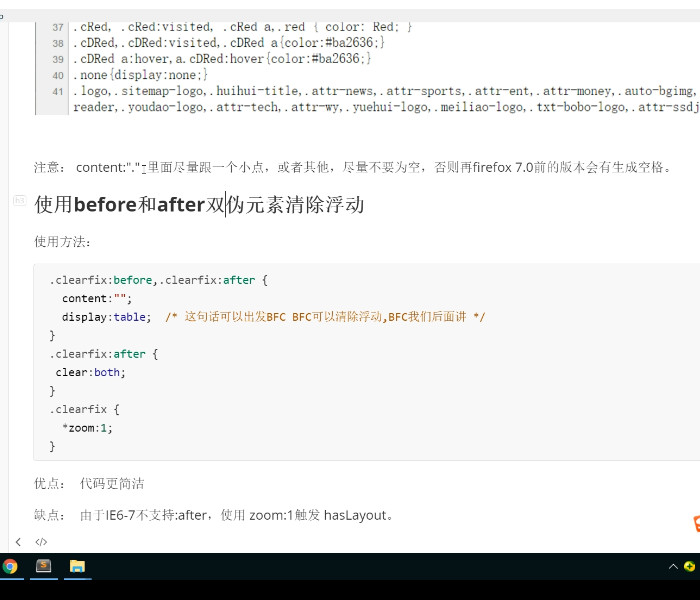 37 .cRed, .cRed:visited, .cRed a,.red { color: Red; }
38 .cDRed,.cDRed:visited,.cDRed a{color:#ba2636;}
39 .cDRed a:hover,a.cDRed:hover{color:#ba2636;}
40 .none{display:none;}
41 .logo,.sitemap-logo,.huihui-title,.attr-news,.attr-sports,.attr-ent,.attr-money,.auto-bgimg,
reader,.youdao-logo,.attr-tech,.attr-wy,.yuehui-logo,.meiliao-logo,.txt-bobo-logo,.attr-ssdj
注意： content:"." 里面尽量跟一个小点，或者其他，尽量不要为空，否则再firefox 7.0前的版本会有生成空格。
使用before和after双伪元素清除浮动
使用方法：
.clearfix:before,.clearfix:after {
content:"";
display:table; /* 这句话可以出发BFC BFC可以清除浮动,BFC我们后面讲 */
}
.clearfix:after {
clear:both;
}
.clearfix {
*zoom:1;
}
优点： 代码更简洁
缺点： 由于IE6-7不支持:after，使用 zoom:1触发 hasLayout。